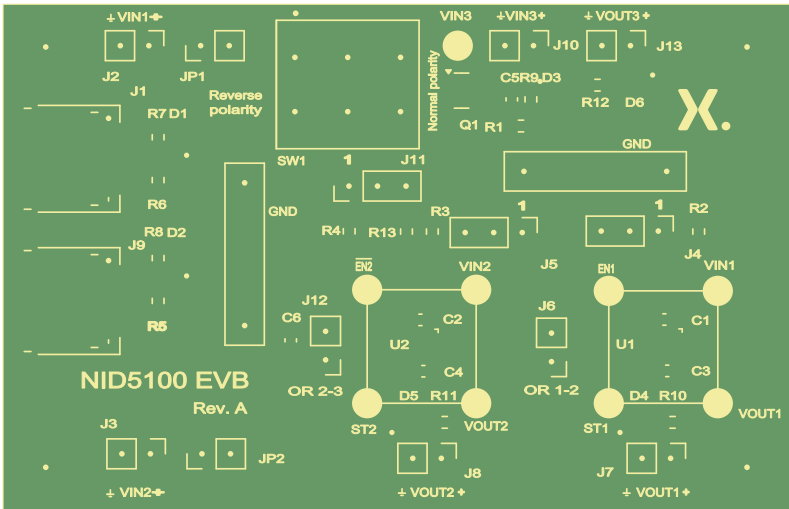 VIN1+
VIN3
VIN3+
VOUT3+
J2
J1
JP1
J10
J13
Reverse
polarity
Normal polarity
C5 R9 D3
Q1
R1
R12
D6
X.
R7 D1
SW1
1
J11
GND
R6
GND
R8 D2
J9
R4
R13
R3
1
1
R2
J5
J4
EN2
VIN2
EN1
VIN1
R5
J12
J6
C6
C2
U2
C4
C1
U1
C3
OR 2-3
OR 1-2
NID5100 EVB
Rev. A
D5
R11
D4
R10
ST2
VOUT2
ST1
VOUT1
J3
JP2
J8
J7
VIN2+
VOUT2+
VOUT1+